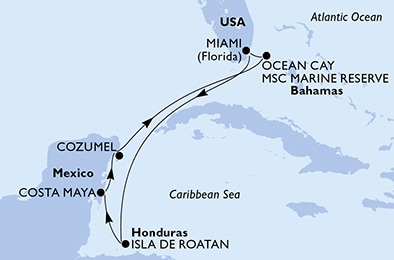 Atlantic Ocean
USA
MIAMI
(Florida)
OCEAN CAY
MSC MARINE RESERVE
Bahamas
COZUMEL
Mexico
COSTA MAYA
Caribbean Sea
Honduras
ISLA DE ROATAN